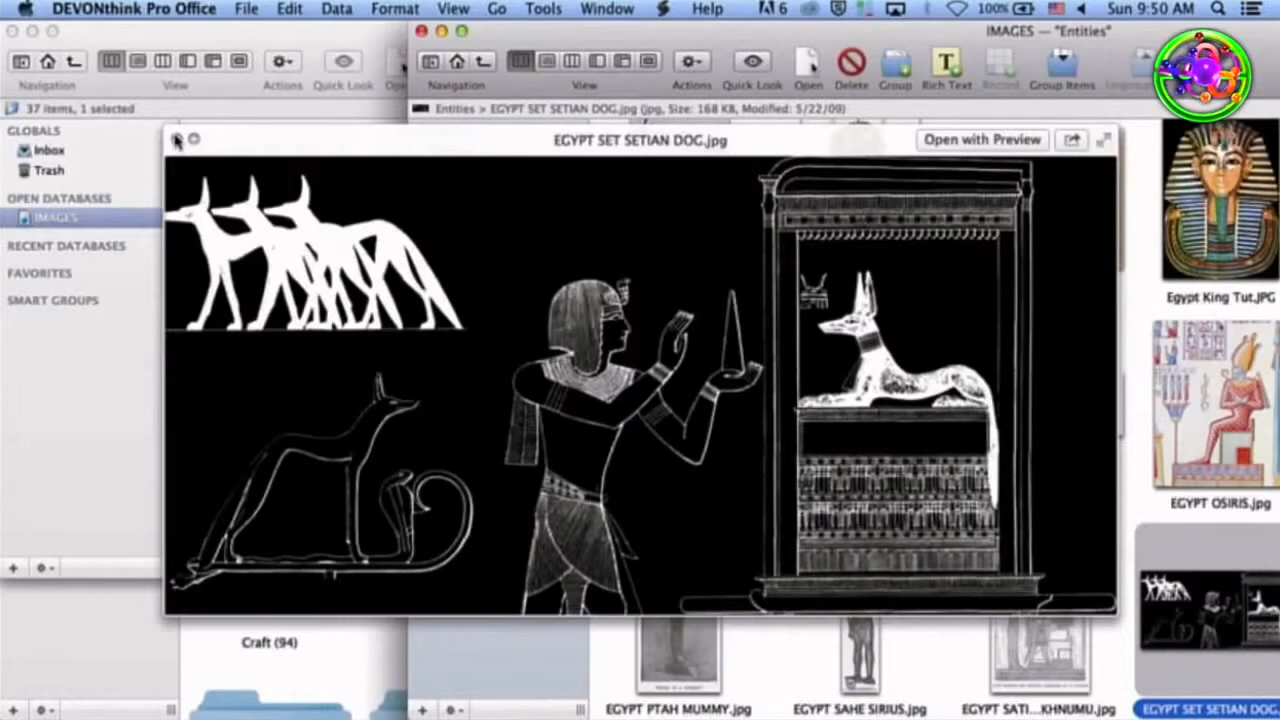 DEVONthink Pro Office File Edit Data Format View Go Tools Window Help 6 100% Sun 9:50 AM
IMAGES — "Entities"
Navigation View Actions Quick Look
Navigation View Actions Quick Look Open Delete Group Rich Text Group Items
37 items, 1 selected
Entities > EGYPT SET SETIAN DOG.jpg (jpg, Size: 168 KB, Modified: 5/22/09)
GLOBALS
Inbox
Trash
OPEN DATABASES
IMAGES
RECENT DATABASES
FAVORITES
SMART GROUPS
EGYPT SET SETIAN DOG.jpg
Open with Preview
Egypt King Tut.JPG
EGYPT OSIRIS.jpg
Craft (94)
EGYPT PTAH MUMMY.jpg
EGYPT SAHE SIRIUS.jpg
EGYPT SATI...KHNUMU.jpg
EGYPT SET SETIAN DOG.